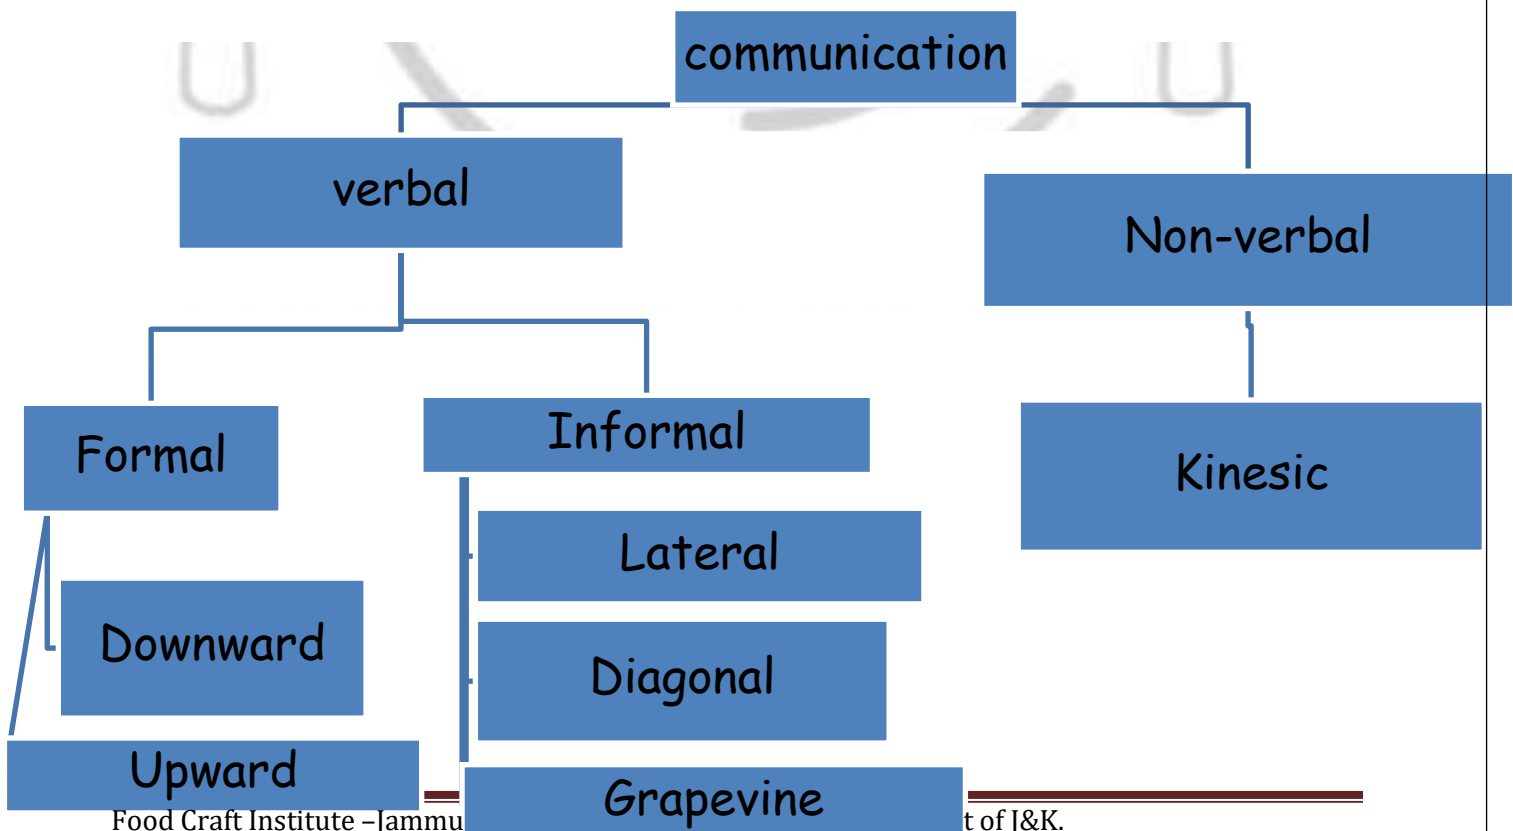 communication
verbal
Non-verbal
Formal
Informal
Kinesic
Lateral
Downward
Diagonal
Upward
Grapevine
Food Craft Institute –Jammu t of J&K.